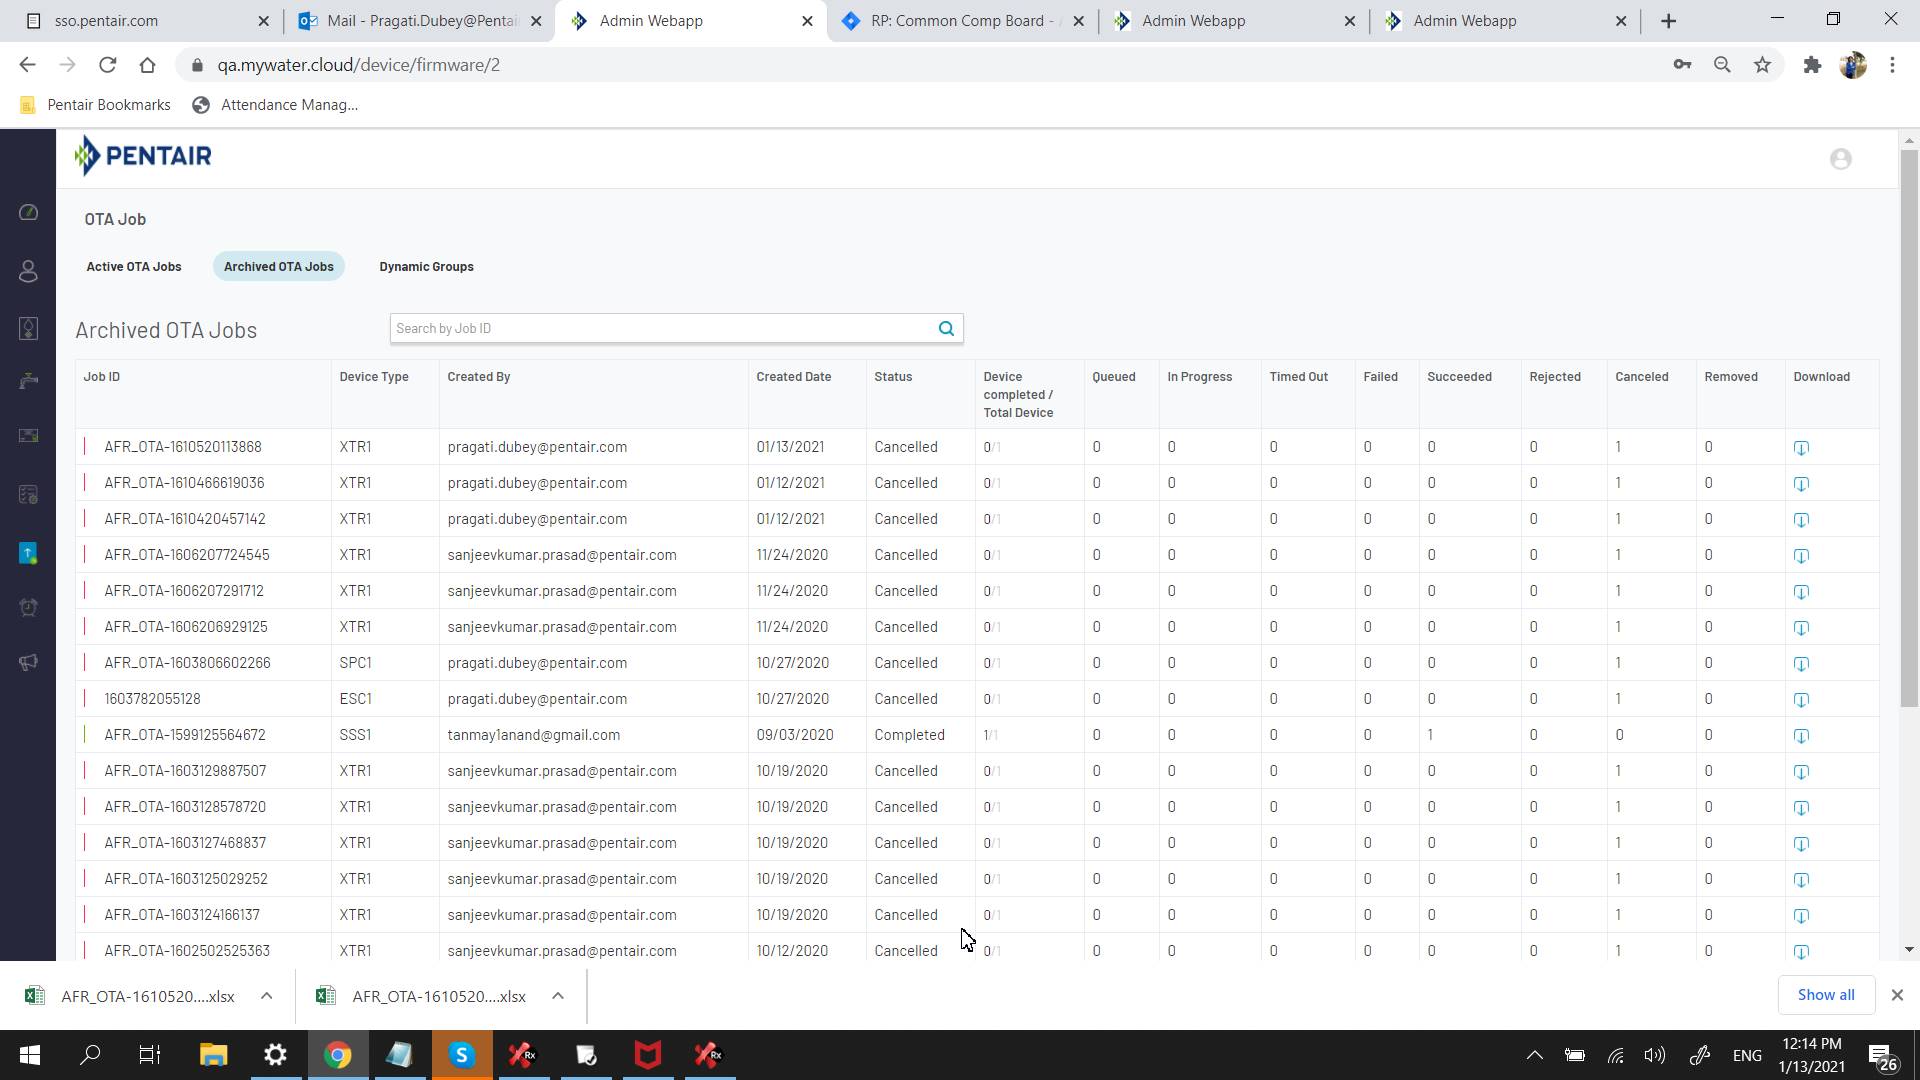 sso.pentair.com
Mail - Pragati.Dubey@Pentai
Admin Webapp
RP: Common Comp Board -
Admin Webapp
Admin Webapp
qa.mywater.cloud/device/firmware/2
Pentair Bookmarks
Attendance Manag...
PENTAIR
OTA Job
Active OTA Jobs Archived OTA Jobs Dynamic Groups
Archived OTA Jobs
Search by Job ID
Job ID Device Type Created By Created Date Status Device completed / Total Device Queued In Progress Timed Out Failed Succeeded Rejected Canceled Removed Download
AFR_OTA-1610520113868 XTR1 pragati.dubey@pentair.com 01/13/2021 Cancelled 0/1 0 0 0 0 0 0 1 0
AFR_OTA-1610466619036 XTR1 pragati.dubey@pentair.com 01/12/2021 Cancelled 0/1 0 0 0 0 0 0 1 0
AFR_OTA-1610420457142 XTR1 pragati.dubey@pentair.com 01/12/2021 Cancelled 0/1 0 0 0 0 0 0 1 0
AFR_OTA-1606207724545 XTR1 sanjeevkumar.prasad@pentair.com 11/24/2020 Cancelled 0/1 0 0 0 0 0 0 1 0
AFR_OTA-1606207291712 XTR1 sanjeevkumar.prasad@pentair.com 11/24/2020 Cancelled 0/1 0 0 0 0 0 0 1 0
AFR_OTA-1606206929125 XTR1 sanjeevkumar.prasad@pentair.com 11/24/2020 Cancelled 0/1 0 0 0 0 0 0 1 0
AFR_OTA-1603806602266 SPC1 pragati.dubey@pentair.com 10/27/2020 Cancelled 0/1 0 0 0 0 0 0 1 0
1603782055128 ESC1 pragati.dubey@pentair.com 10/27/2020 Cancelled 0/1 0 0 0 0 0 0 1 0
AFR_OTA-1599125564672 SSS1 tanmay1anand@gmail.com 09/03/2020 Completed 1/1 0 0 0 0 1 0 0 0
AFR_OTA-1603129887507 XTR1 sanjeevkumar.prasad@pentair.com 10/19/2020 Cancelled 0/1 0 0 0 0 0 0 1 0
AFR_OTA-1603128578720 XTR1 sanjeevkumar.prasad@pentair.com 10/19/2020 Cancelled 0/1 0 0 0 0 0 0 1 0
AFR_OTA-1603127468837 XTR1 sanjeevkumar.prasad@pentair.com 10/19/2020 Cancelled 0/1 0 0 0 0 0 0 1 0
AFR_OTA-1603125029252 XTR1 sanjeevkumar.prasad@pentair.com 10/19/2020 Cancelled 0/1 0 0 0 0 0 0 1 0
AFR_OTA-1603124166137 XTR1 sanjeevkumar.prasad@pentair.com 10/19/2020 Cancelled 0/1 0 0 0 0 0 0 1 0
AFR_OTA-1602502525363 XTR1 sanjeevkumar.prasad@pentair.com 10/12/2020 Cancelled 0/1 0 0 0 0 0 0 1 0
AFR_OTA-1610520....xlsx
AFR_OTA-1610520....xlsx
Show all
ENG
12:14 PM
1/13/2021
26